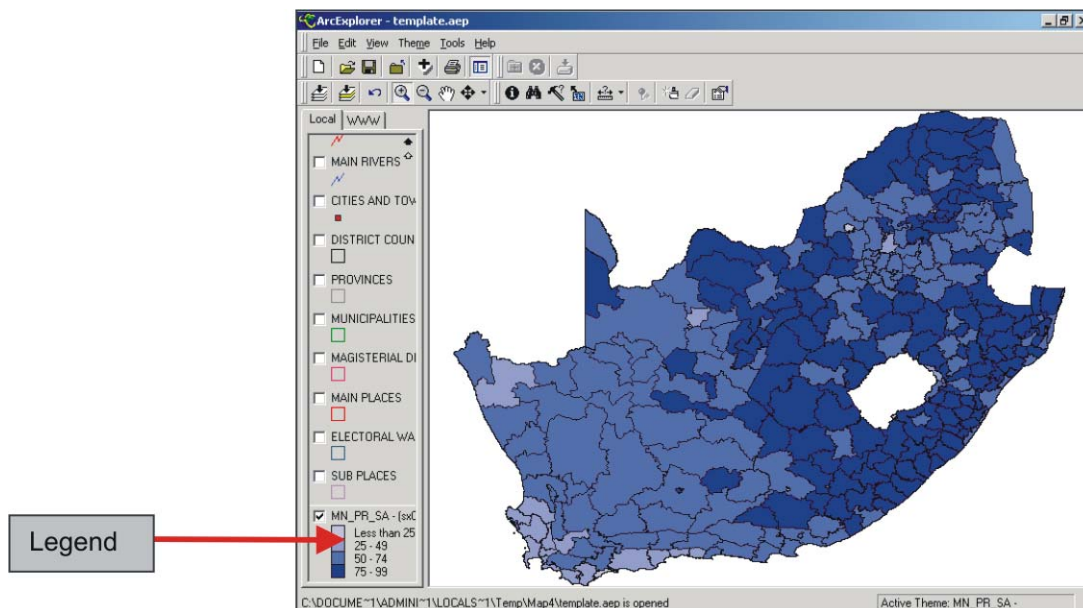 ArcExplorer - template.aep
File Edit View Theme Tools Help
Local WWW
MAIN RIVERS
CITIES AND TOV
DISTRICT COUN
PROVINCES
MUNICIPALITIES
MAGISTERIAL DI
MAIN PLACES
ELECTORAL WA
SUB PLACES
MN_PR_SA - (sx0
Less than 25
25 - 49
50 - 74
75 - 99
Legend
C:\DOCUME~1\ADMINI~1\LOCALS~1\Temp\Map4\template.aep is opened
Active Theme: MN_PR_SA -